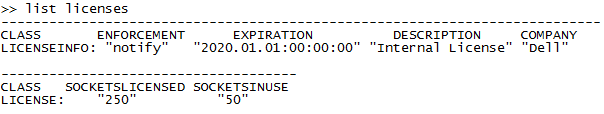 >> list licenses
---------------------------------------------------------------------------
CLASS ENFORCEMENT EXPIRATION DESCRIPTION COMPANY
LICENSEINFO: "notify" "2020.01.01:00:00:00" "Internal License" "Dell"
-------------------------------------
CLASS SOCKETSLICENSED SOCKETSINUSE
LICENSE: "250" "50"